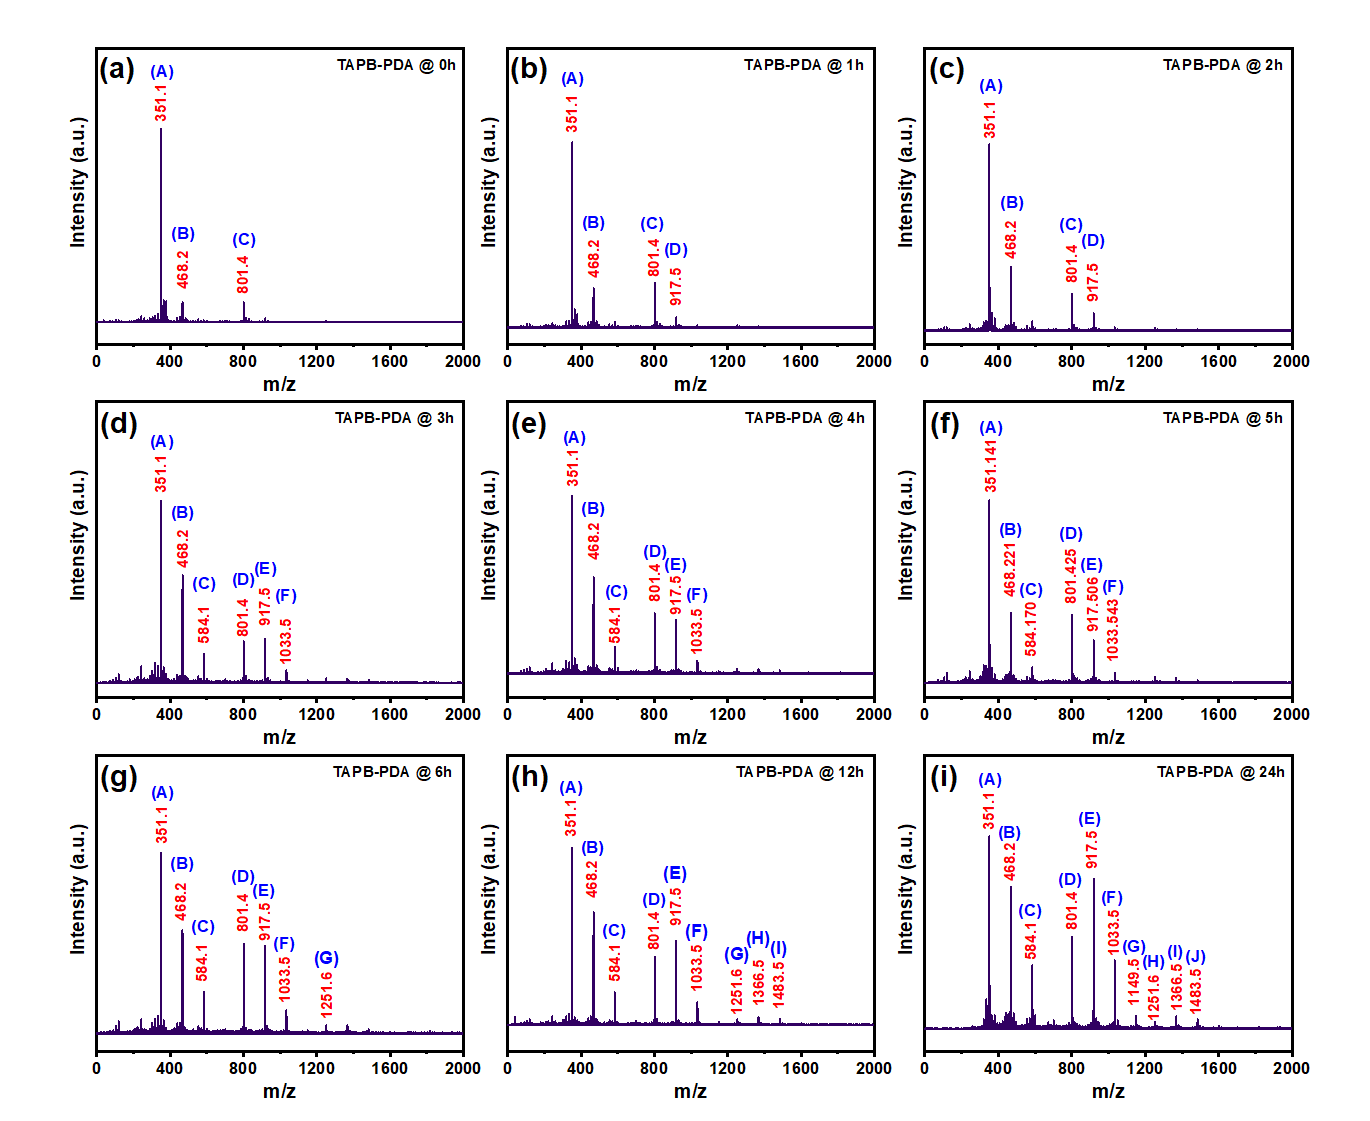 (a)
TAPB-PDA @ 0h
(A)
351.1
(B)
468.2
(C)
801.4
Intensity (a.u.)
0 400 800 1200 1600 2000
m/z
(b)
TAPB-PDA @ 1h
(A)
351.1
(B)
468.2
(C)
801.4
(D)
917.5
Intensity (a.u.)
0 400 800 1200 1600 2000
m/z
(c)
TAPB-PDA @ 2h
(A)
351.1
(B)
468.2
(C)
801.4
(D)
917.5
Intensity (a.u.)
0 400 800 1200 1600 2000
m/z
(d)
TAPB-PDA @ 3h
(A)
351.1
(B)
468.2
(C)
584.1
(D)
801.4
(E)
917.5
(F)
1033.5
Intensity (a.u.)
0 400 800 1200 1600 2000
m/z
(e)
TAPB-PDA @ 4h
(A)
351.1
(B)
468.2
(C)
584.1
(D)
801.4
(E)
917.5
(F)
1033.5
Intensity (a.u.)
0 400 800 1200 1600 2000
m/z
(f)
TAPB-PDA @ 5h
(A)
351.141
(B)
468.221
(C)
584.170
(D)
801.425
(E)
917.506
(F)
1033.543
Intensity (a.u.)
0 400 800 1200 1600 2000
m/z
(g)
TAPB-PDA @ 6h
(A)
351.1
(B)
468.2
(C)
584.1
(D)
801.4
(E)
917.5
(F)
1033.5
(G)
1251.6
Intensity (a.u.)
0 400 800 1200 1600 2000
m/z
(h)
TAPB-PDA @ 12h
(A)
351.1
(B)
468.2
(C)
584.1
(D)
801.4
(E)
917.5
(F)
1033.5
(G)
1251.6
(H)
1366.5
(I)
1483.5
Intensity (a.u.)
0 400 800 1200 1600 2000
m/z
(i)
TAPB-PDA @ 24h
(A)
351.1
(B)
468.2
(C)
584.1
(D)
801.4
(E)
917.5
(F)
1033.5
(G)
1149.5
(H)
1251.6
(I)
1366.5
(J)
1483.5
Intensity (a.u.)
0 400 800 1200 1600 2000
m/z